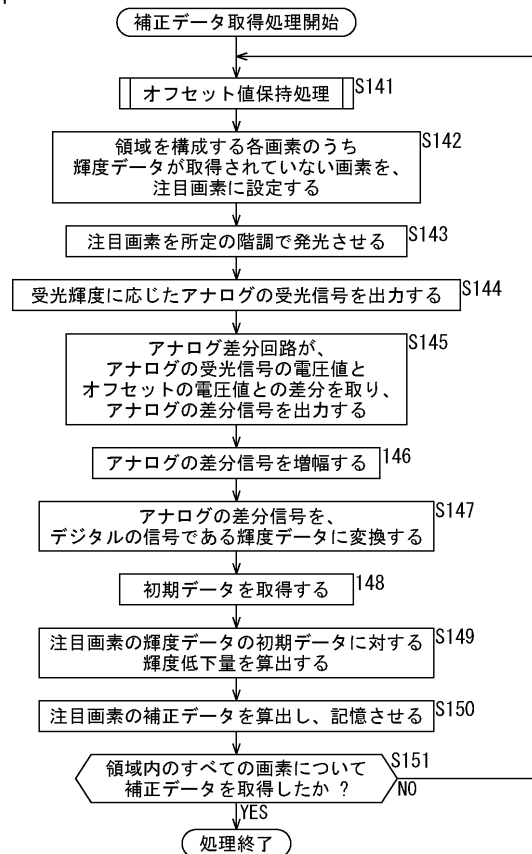 補正データ取得処理開始
オフセット値保持処理 S141
領域を構成する各画素のうち S142
輝度データが取得されていない画素を、
注目画素に設定する
注目画素を所定の階調で発光させる S143
受光輝度に応じたアナログの受光信号を出力する S144
アナログ差分回路が、 S145
アナログの受光信号の電圧値と
オフセットの電圧値との差分を取り、
アナログの差分信号を出力する
アナログの差分信号を増幅する 146
アナログの差分信号を、 S147
デジタルの信号である輝度データに変換する
初期データを取得する 148
注目画素の輝度データの初期データに対する S149
輝度低下量を算出する
注目画素の補正データを算出し、記憶させる S150
領域内のすべての画素について S151
補正データを取得したか ? NO
YES
処理終了